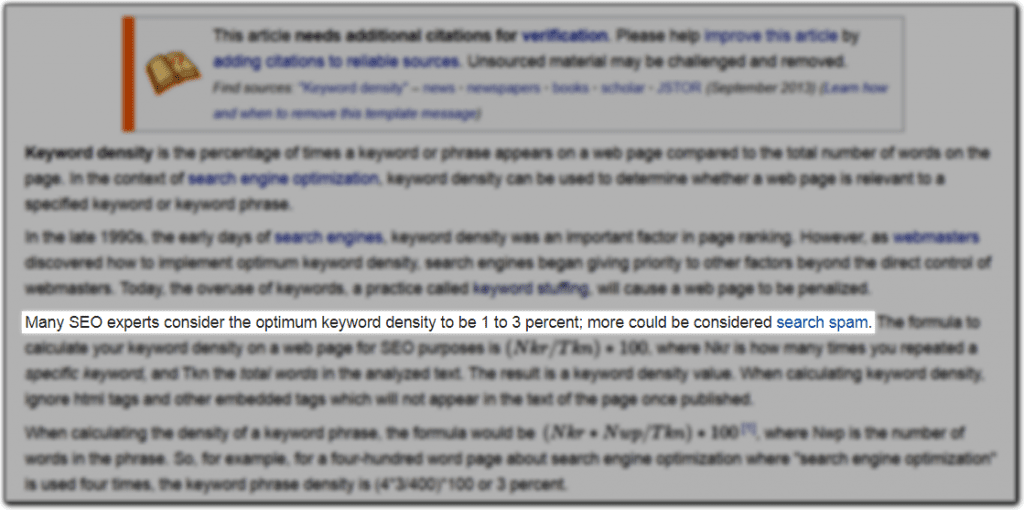 This article needs additional citations for verification. Please help improve this article by
adding citations to reliable sources. Unsourced material may be challenged and removed.
Find sources: "Keyword density" – news · newspapers · books · scholar · JSTOR (September 2013) (Learn how
and when to remove this template message)
Keyword density is the percentage of times a keyword or phrase appears on a web page compared to the total number of words on the
page. In the context of search engine optimization, keyword density can be used to determine whether a web page is relevant to a
specified keyword or keyword phrase.
In the late 1990s, the early days of search engines, keyword density was an important factor in page ranking. However, as webmasters
discovered how to implement optimum keyword density, search engines began giving priority to other factors beyond the direct control of
webmasters. Today, the overuse of keywords, a practice called keyword stuffing, will cause a web page to be penalized.
Many SEO experts consider the optimum keyword density to be 1 to 3 percent; more could be considered search spam. The formula to
calculate your keyword density on a web page for SEO purposes is (Nkr/Tkn) * 100, where Nkr is how many times you repeated a
specific keyword, and Tkn the total words in the analyzed text. The result is a keyword density value. When calculating keyword density,
ignore html tags and other embedded tags which will not appear in the text of the page once published.
When calculating the density of a keyword phrase, the formula would be (Nkr * Nwp/Tkn) * 100 [1], where Nwp is the number of
words in the phrase. So, for example, for a four-hundred word page about search engine optimization where "search engine optimization"
is used four times, the keyword phrase density is (4*3/400)*100 or 3 percent.